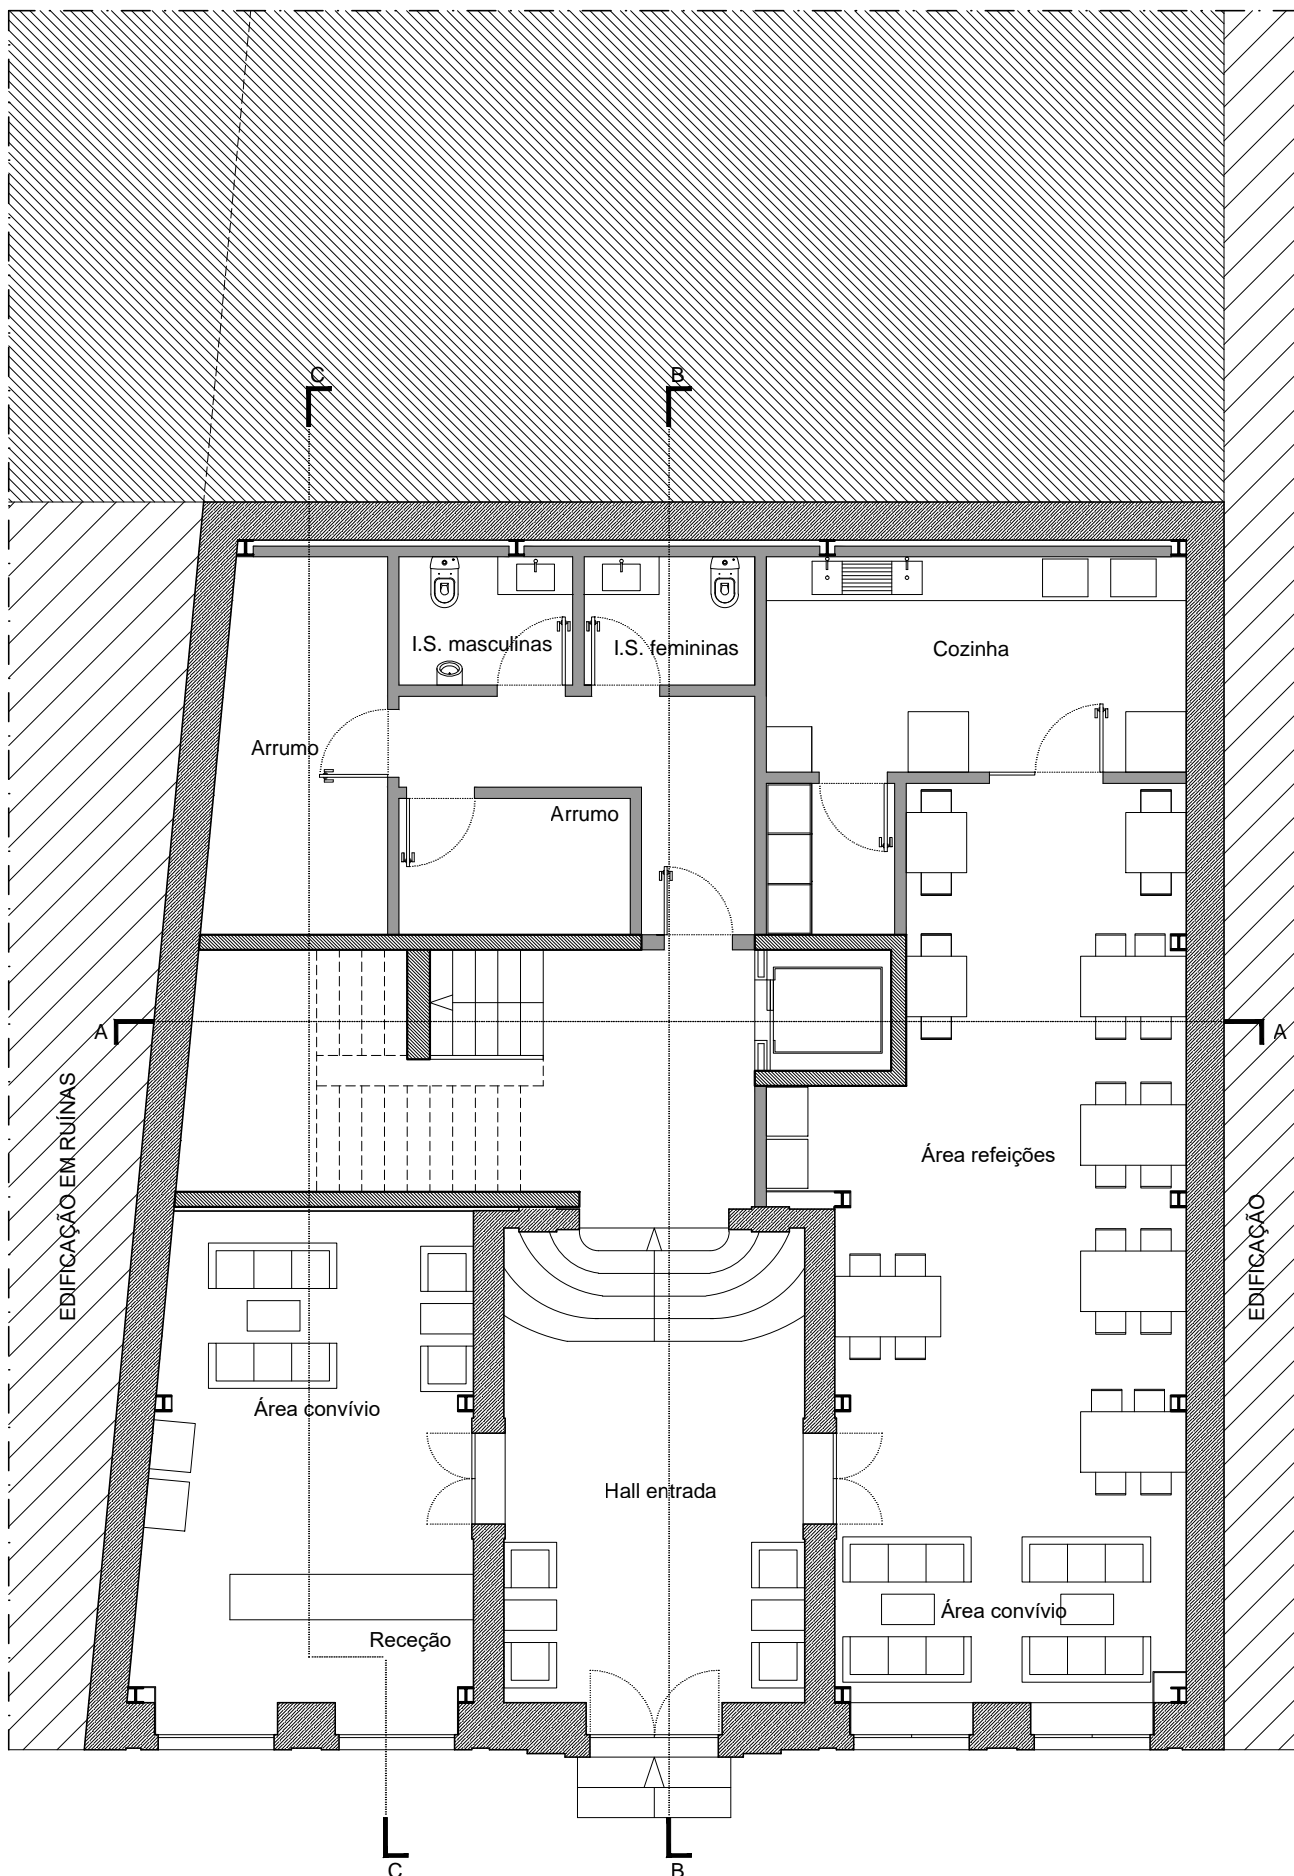 C
B
I.S. masculinas
I.S. femininas
Cozinha
Arrumo
Arrumo
A
A
EDIFICAÇÃO EM RUÍNAS
Área refeições
EDIFICAÇÃO
Área convívio
Hall entrada
Área convívio
Receção
C
B